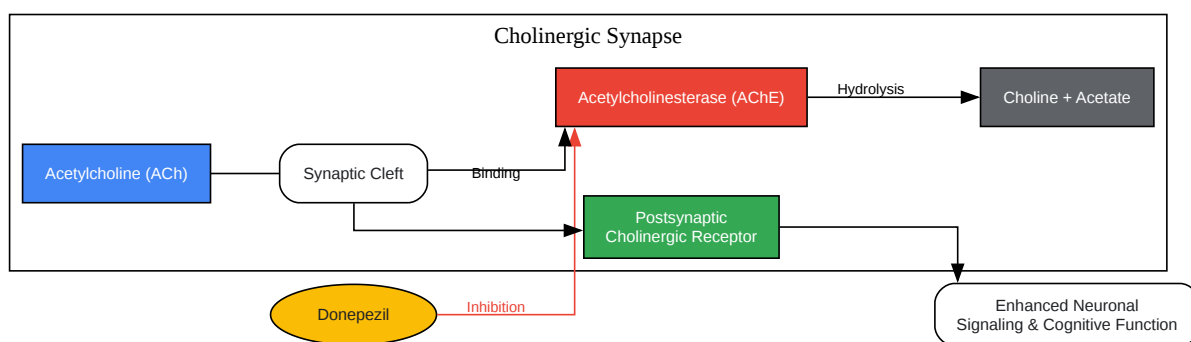 Cholinergic Synapse
Acetylcholinesterase (AChE)
Hydrolysis
Choline + Acetate
Acetylcholine (ACh)
Synaptic Cleft
Binding
Postsynaptic
Cholinergic Receptor
Donepezil
Inhibition
Enhanced Neuronal
Signaling & Cognitive Function